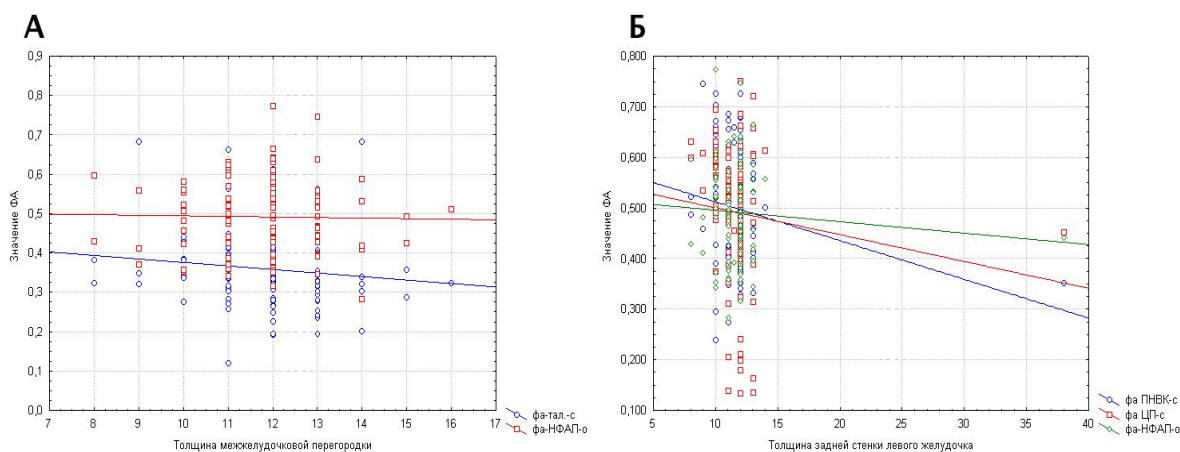 А
Значение ФА
0,9
0,8
0,7
0,6
0,5
0,4
0,3
0,2
0,1
0,0
7 8 9 10 11 12 13 14 15 16 17
Толщина межжелудочковой перегородки
фа-тал.-с
фа-НФАП-о
Б
Значение ФА
0,800
0,700
0,600
0,500
0,400
0,300
0,200
0,100
5 10 15 20 25 30 35 40
Толщина задней стенки левого желудочка
фа ПНВК-с
фа ЦП-с
фа-НФАП-о